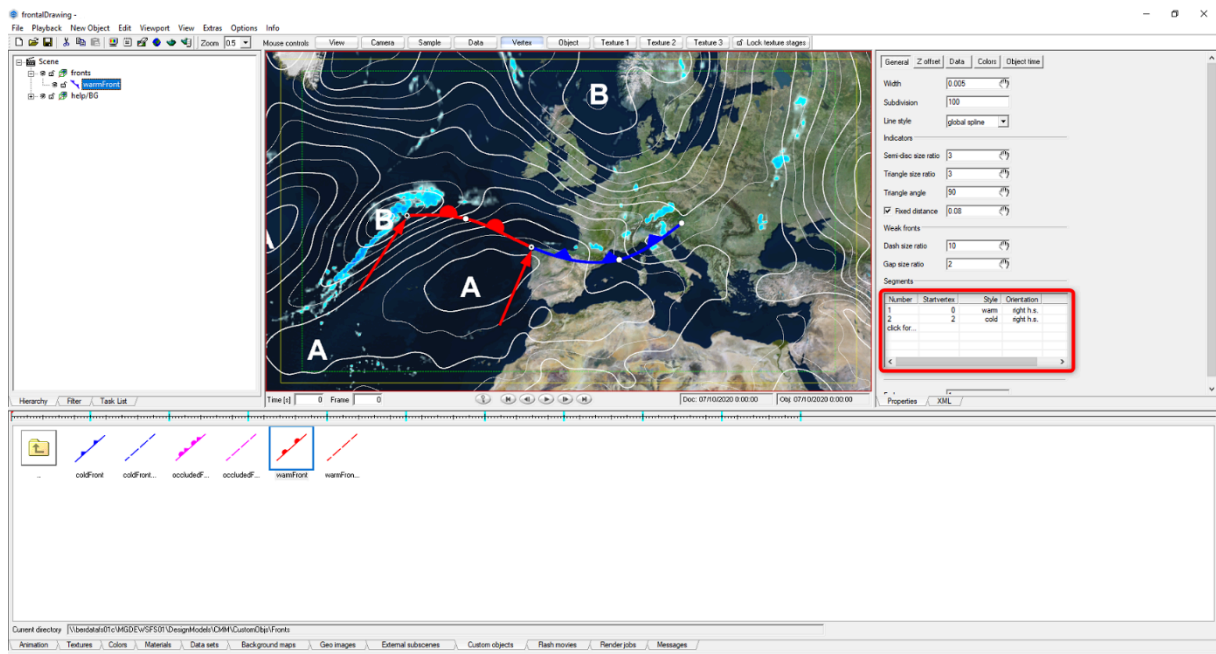 frontalDrawing -
File Playback New Object Edit Viewport View Extras Options Info
Zoom 0.5 Mouse controls View Camera Sample Data Vertex Object Texture 1 Texture 2 Texture 3 Lock texture stages
Scene
fronts
warmFront
help/BG
Hierarchy Filter Task List
B
B
A
A
A
Time [s] 0 Frame 0 Doc: 07/10/2020 0:00:00 Obj: 07/10/2020 0:00:00
General Z offset Data Colors Object time
Width 0.005
Subdivision 100
Line style global spline
Indicators
Semi-disc size ratio 3
Triangle size ratio 3
Triangle angle 90
Fixed distance 0.08
Weak fronts
Dash size ratio 10
Gap size ratio 2
Segments
Number Startvertex Style Orientation
1 0 warm right h.s.
2 2 cold right h.s.
click for...
Properties XML
.. coldFront coldFront... occludedF... occludedF... warmFront warmFron...
Current directory \\berdatals01c\MGDEWSFS01\DesignModels\CMM\CustomObjs\Fronts
Animation Textures Colors Materials Data sets Background maps Geo images External subscenes Custom objects Flash movies Render jobs Messages